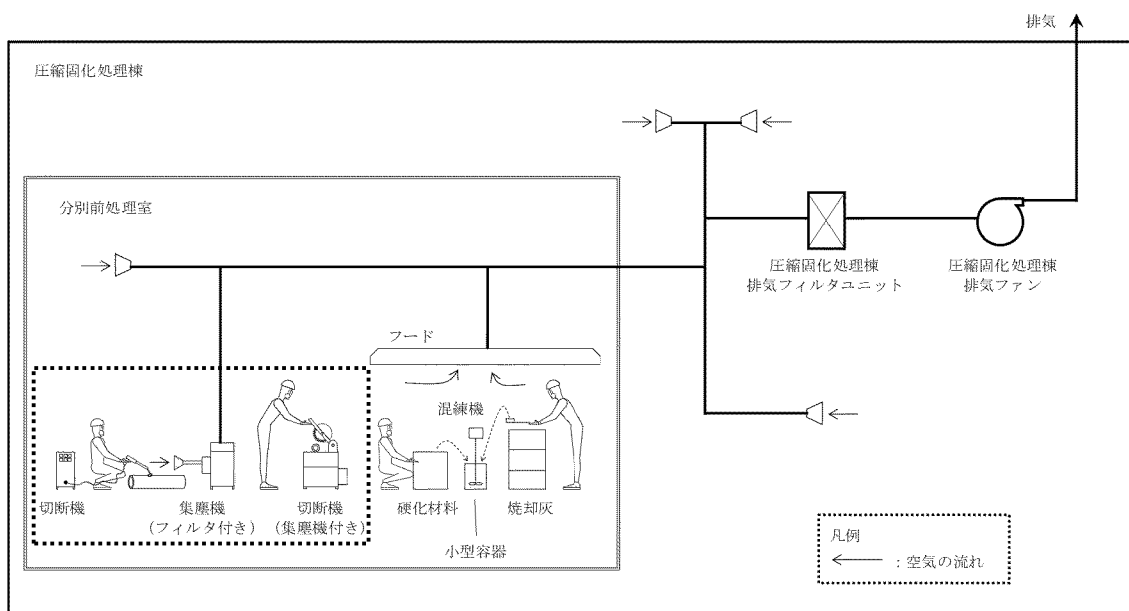 排気
圧縮固化処理棟
分別前処理室
圧縮固化処理棟
排気フィルタユニット
圧縮固化処理棟
排気ファン
フード
混練機
切断機
集塵機
(フィルタ付き)
切断機
(集塵機付き)
硬化材料
焼却灰
小型容器
凡例
:空気の流れ